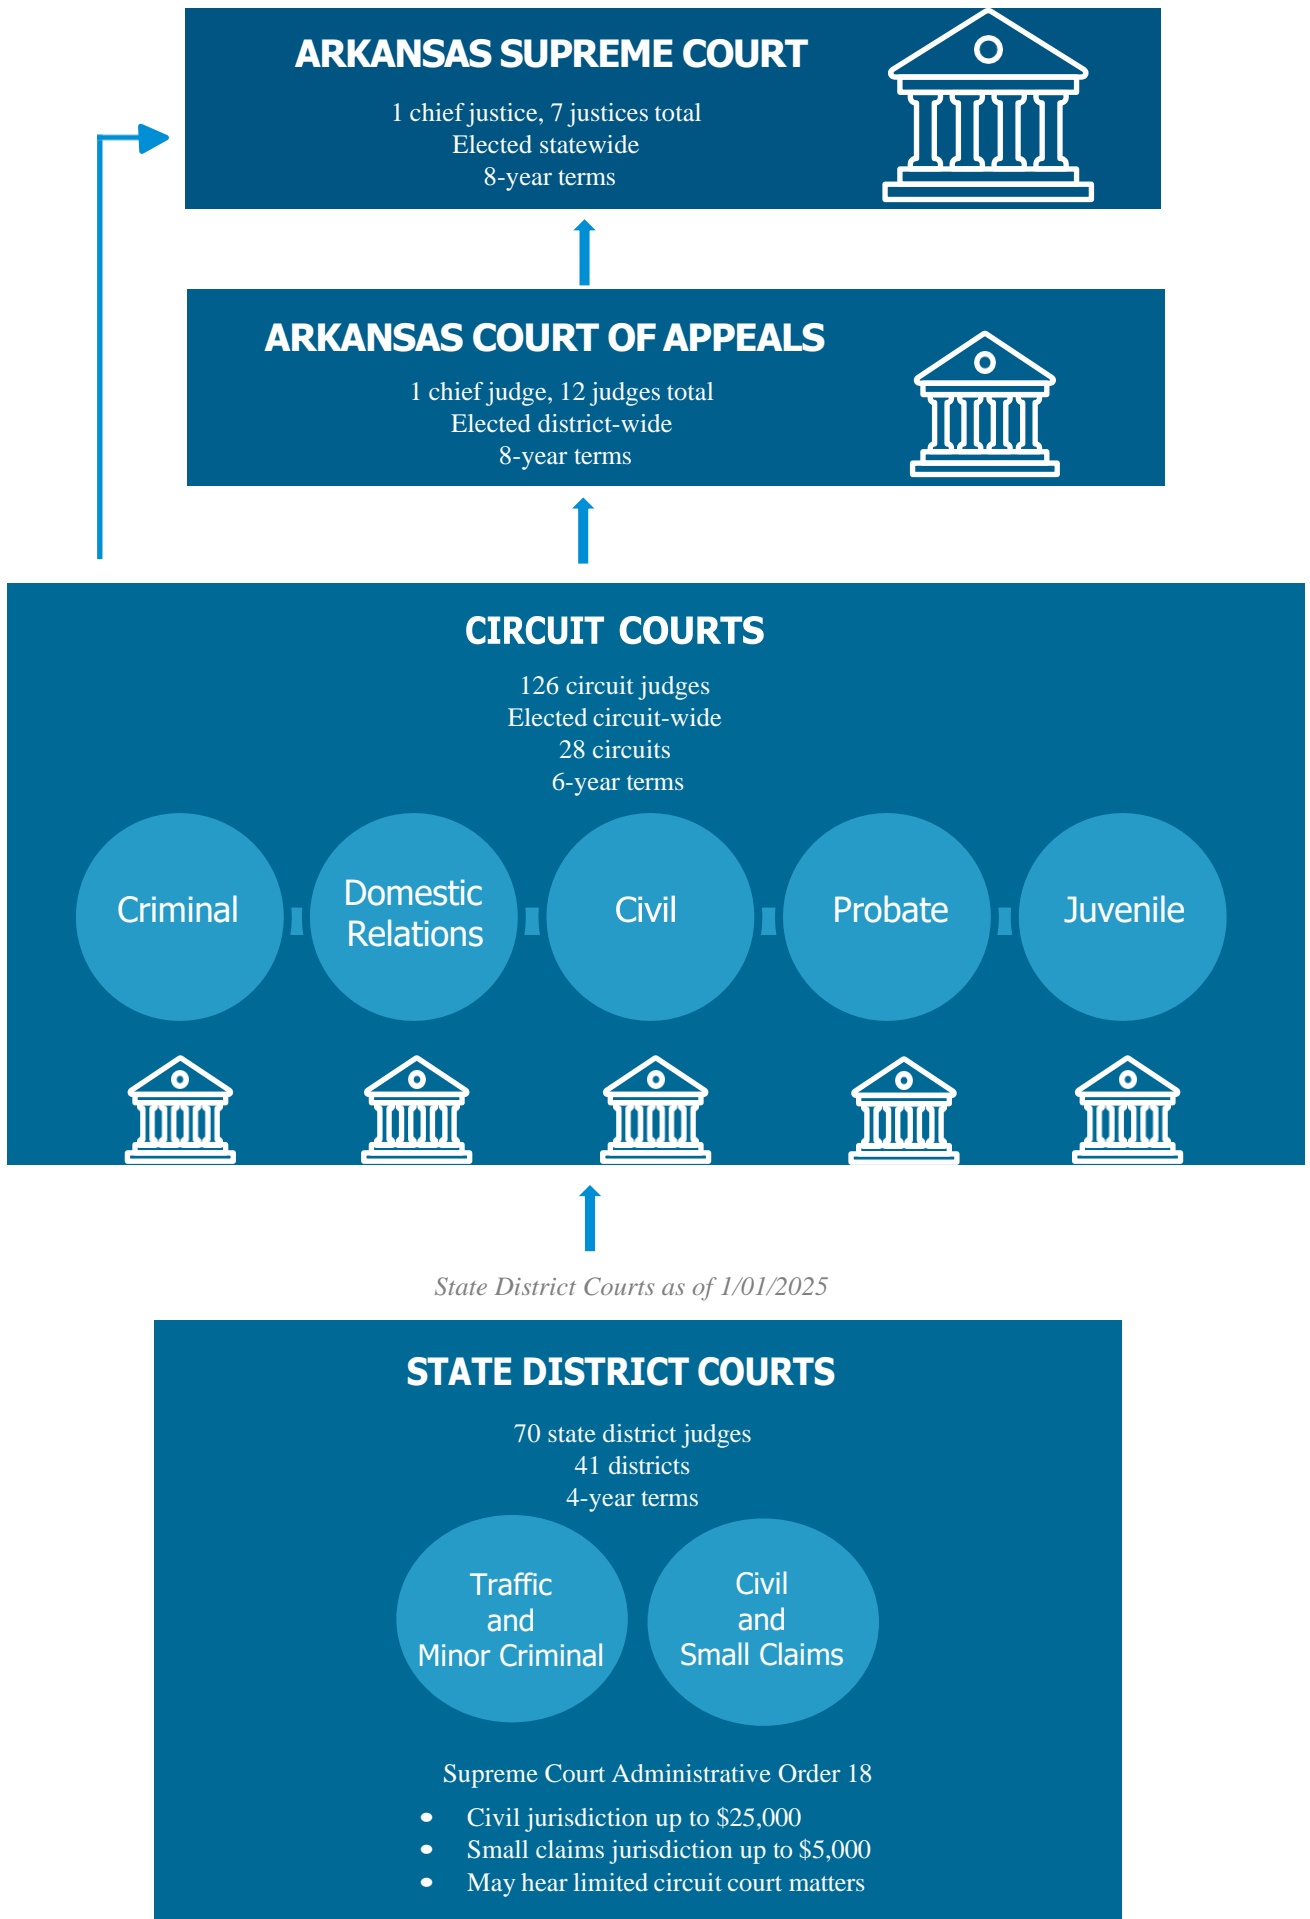 ARKANSAS SUPREME COURT
1 chief justice, 7 justices total
Elected statewide
8-year terms
ARKANSAS COURT OF APPEALS
1 chief judge, 12 judges total
Elected district-wide
8-year terms
CIRCUIT COURTS
126 circuit judges
Elected circuit-wide
28 circuits
6-year terms
Criminal
Domestic
Relations
Civil
Probate
Juvenile
State District Courts as of 1/01/2025
STATE DISTRICT COURTS
70 state district judges
41 districts
4-year terms
Traffic
and
Minor Criminal
Civil
and
Small Claims
Supreme Court Administrative Order 18
• Civil jurisdiction up to $25,000
• Small claims jurisdiction up to $5,000
• May hear limited circuit court matters